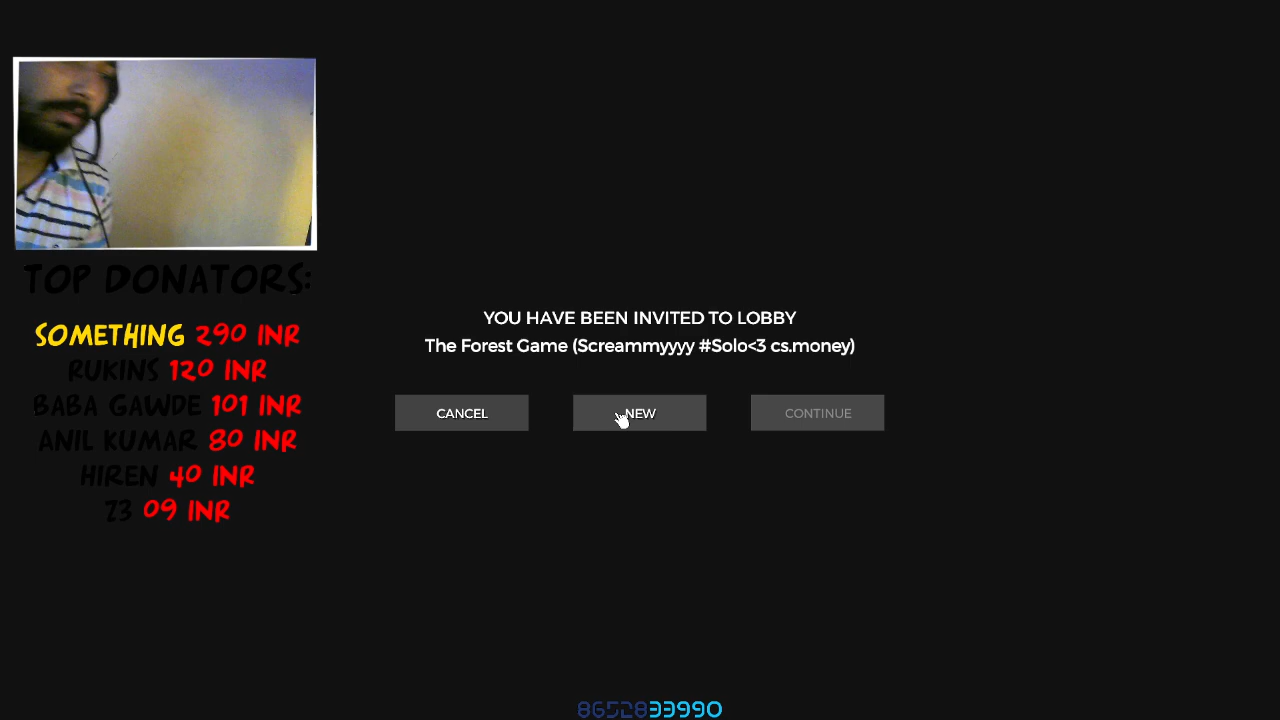 TOP DONATORS:
SOMETHING 290 INR
RUKINS 120 INR
BABA GAWDE 101 INR
ANIL KUMAR 80 INR
HIREN 40 INR
Z3 09 INR
YOU HAVE BEEN INVITED TO LOBBY
The Forest Game (Screammyyyy #Solo<3 cs.money)
CANCEL
NEW
CONTINUE
8652833990